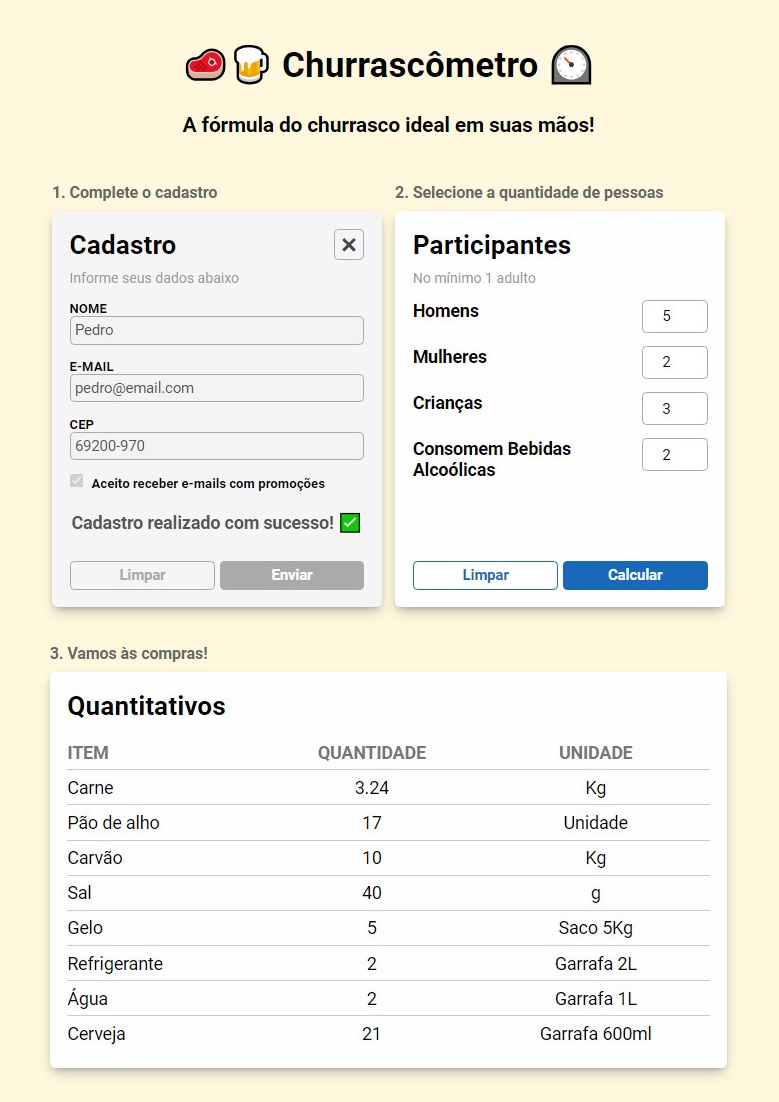 Churrascômetro
A fórmula do churrasco ideal em suas mãos!
1. Complete o cadastro
Cadastro
Informe seus dados abaixo
NOME
Pedro
E-MAIL
pedro@email.com
CEP
69200-970
Aceito receber e-mails com promoções
Cadastro realizado com sucesso!
Limpar Enviar
2. Selecione a quantidade de pessoas
Participantes
No mínimo 1 adulto
Homens 5
Mulheres 2
Crianças 3
Consomem Bebidas 2
Alcoólicas
Limpar Calcular
3. Vamos às compras!
Quantitativos
ITEM QUANTIDADE UNIDADE
Carne 3.24 Kg
Pão de alho 17 Unidade
Carvão 10 Kg
Sal 40 g
Gelo 5 Saco 5Kg
Refrigerante 2 Garrafa 2L
Água 2 Garrafa 1L
Cerveja 21 Garrafa 600ml